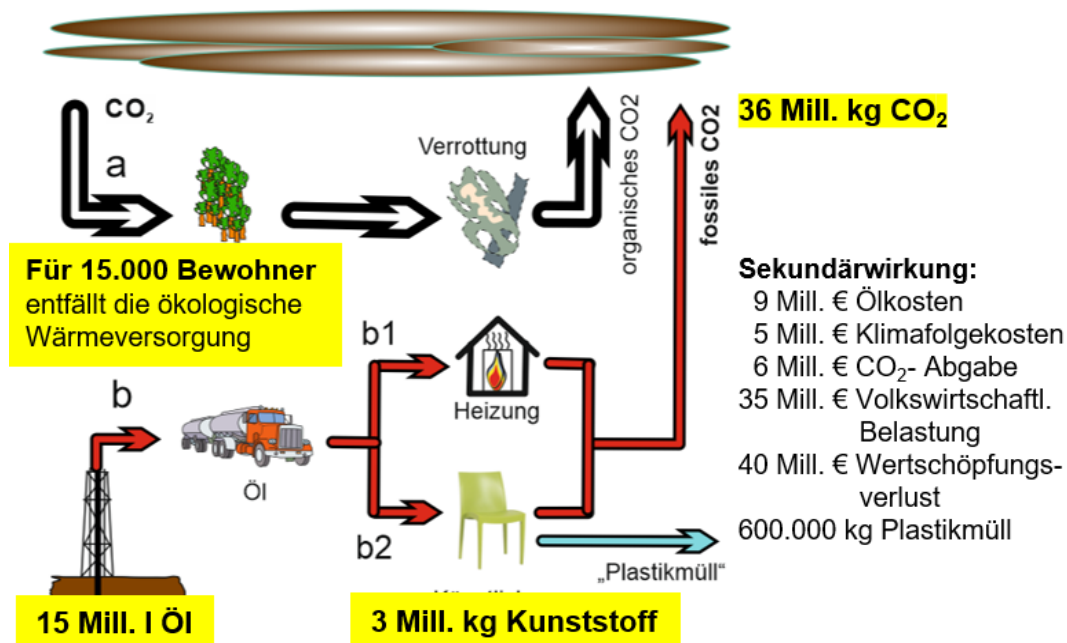 CO₂
36 Mill. kg CO₂
a
Verrottung
organisches CO2
fossiles CO2
Für 15.000 Bewohner
entfällt die ökologische
Wärmeversorgung
Sekundärwirkung:
9 Mill. € Ölkosten
5 Mill. € Klimafolgekosten
6 Mill. € CO₂- Abgabe
35 Mill. € Volkswirtschaftl.
Belastung
40 Mill. € Wertschöpfungs-
verlust
600.000 kg Plastikmüll
b1
Heizung
b
Öl
b2
„Plastikmüll“
15 Mill. l Öl
3 Mill. kg Kunststoff